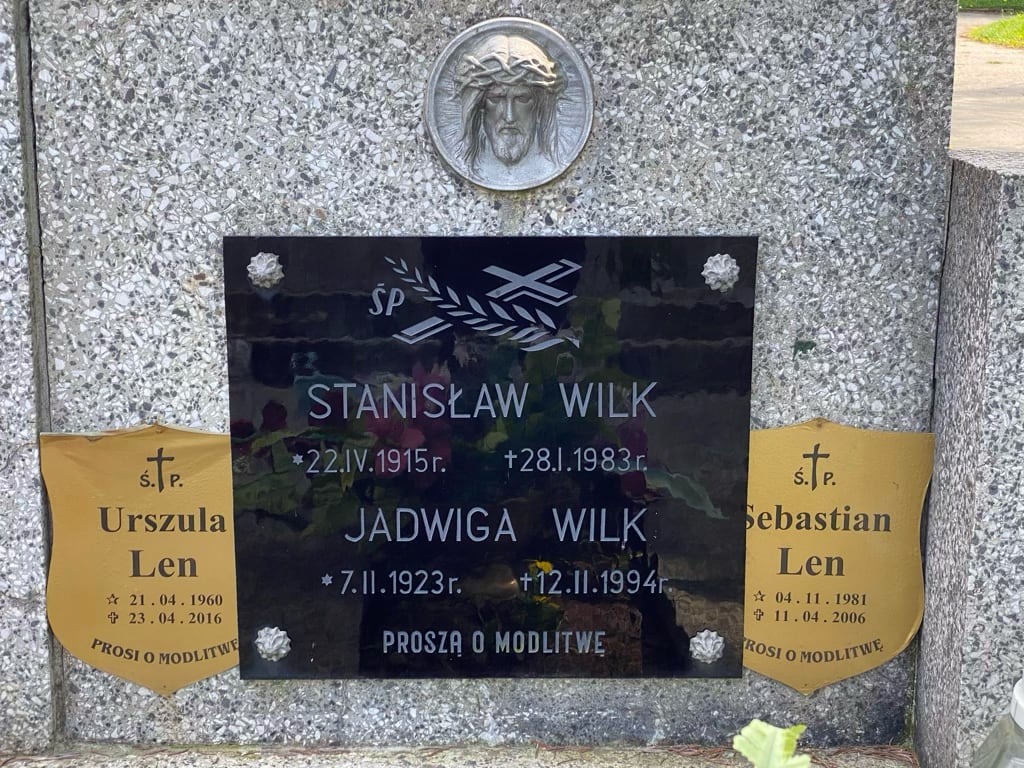 ŚP
STANISŁAW WILK
*22.IV.1915r. †28.I.1983r.
JADWIGA WILK
*7.II.1923r. †12.II.1994r
PROSZĄ O MODLITWĘ
Ś.†P.
Urszula
Len
☆ 21.04.1960
✞ 23.04.2016
PROSI O MODLITWĘ
Ś.†P.
Sebastian
Len
☆ 04.11.1981
✞ 11.04.2006
PROSI O MODLITWĘ